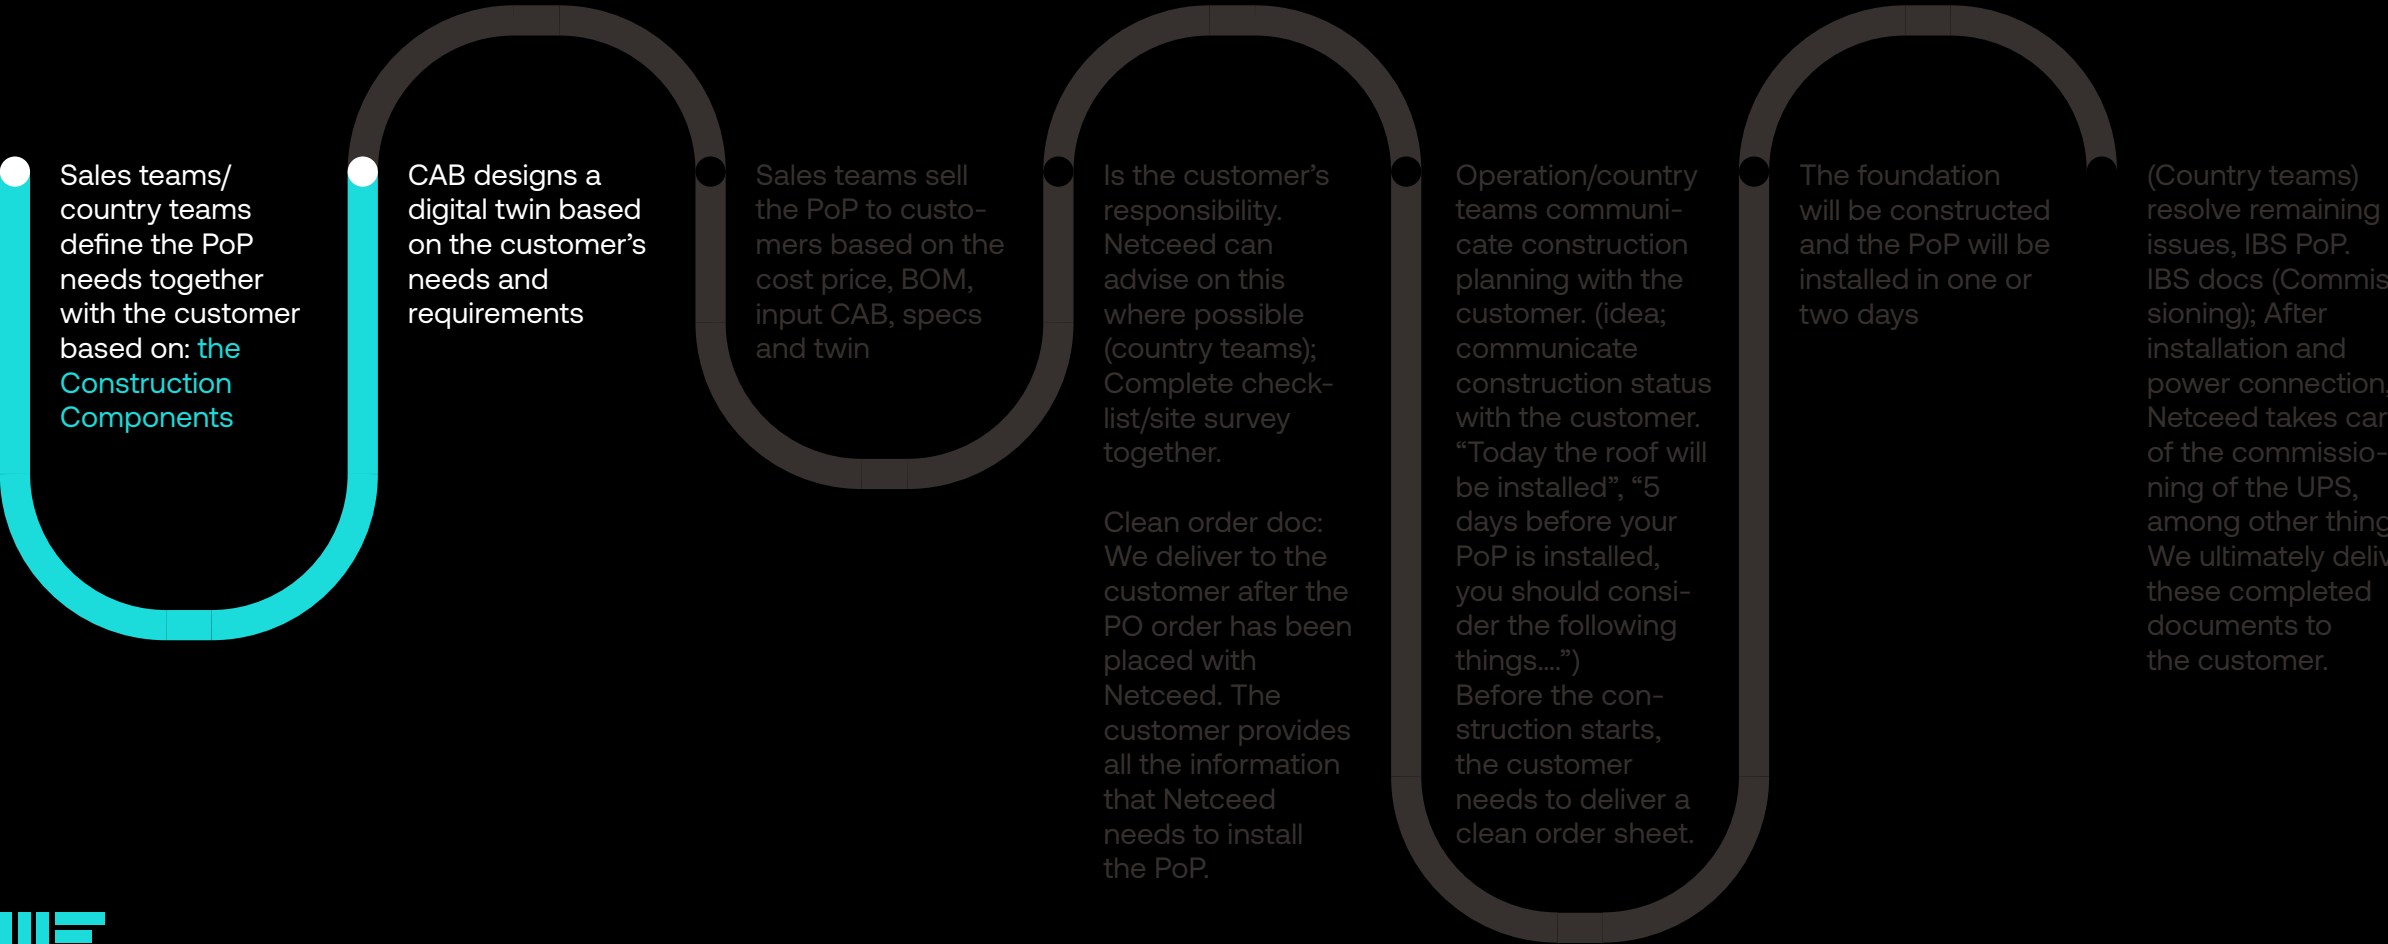 Sales teams/
country teams
define the PoP
needs together
with the customer
based on: the
Construction
Components
CAB designs a
digital twin based
on the customer’s
needs and
requirements
Sales teams sell
the PoP to custo-
mers based on the
cost price, BOM,
input CAB, specs
and twin
Is the customer’s
responsibility.
Netceed can
advise on this
where possible
(country teams);
Complete check-
list/site survey
together.
Clean order doc:
We deliver to the
customer after the
PO order has been
placed with
Netceed. The
customer provides
all the information
that Netceed
needs to install
the PoP.
Operation/country
teams communi-
cate construction
planning with the
customer. (idea;
communicate
construction status
with the customer.
“Today the roof will
be installed”, “5
days before your
PoP is installed,
you should consi-
der the following
things....”)
Before the con-
struction starts,
the customer
needs to deliver a
clean order sheet.
The foundation
will be constructed
and the PoP will be
installed in one or
two days
(Country teams)
resolve remaining
issues, IBS PoP.
IBS docs (Commis
sioning); After
installation and
power connection,
Netceed takes car
of the commissio-
ning of the UPS,
among other thing
We ultimately deliv
these completed
documents to
the customer.